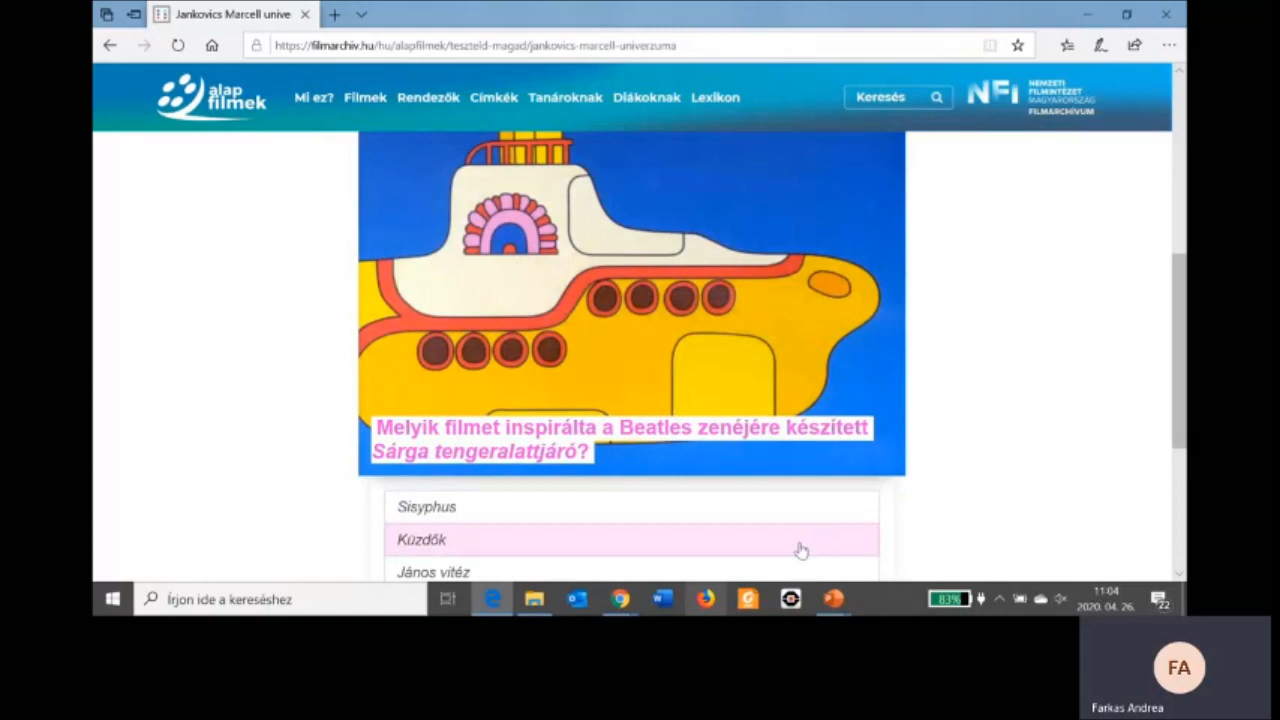 Jankovics Marcell unive
https://filmarchiv.hu/hu/alapfilmek/teszteld-magad/jankovics-marcell-univerzuma
alap
filmek
Mi ez? Filmek Rendezők Címkék Tanároknak Diákoknak Lexikon
Keresés
NFI
NEMZETI
FILMINTÉZET
MAGYARORSZÁG
FILMARCHÍVUM
Melyik filmet inspirálta a Beatles zenéjére készített
Sárga tengeralattjáró?
Sisyphus
Küzdők
János vitéz
Írjon ide a kereséshez
83%
11:04
2020. 04. 26.
22
FA
Farkas Andrea